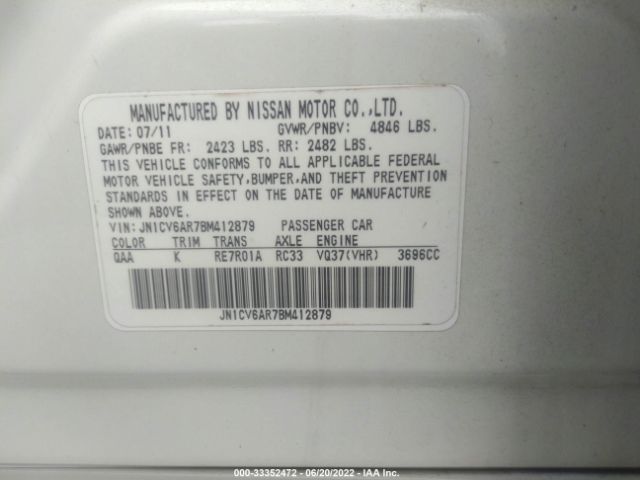 MANUFACTURED BY NISSAN MOTOR CO.,LTD.
DATE: 07/11 GVWR/PNBV: 4846 LBS.
GAWR/PNBE FR: 2423 LBS. RR: 2482 LBS.
THIS VEHICLE CONFORMS TO ALL APPLICABLE FEDERAL
MOTOR VEHICLE SAFETY,BUMPER,AND THEFT PREVENTION
STANDARDS IN EFFECT ON THE DATE OF MANUFACTURE
SHOWN ABOVE.
VIN:JN1CV6AR7BM412879 PASSENGER CAR
COLOR TRIM TRANS AXLE ENGINE
QAA K RE7R01A RC33 VQ37(VHR) 3696CC
JN1CV6AR7BM412879
000-33352472 - 06/20/2022 - IAA Inc.